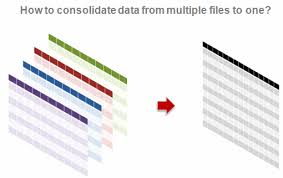 How to consolidate data from multiple files to one?